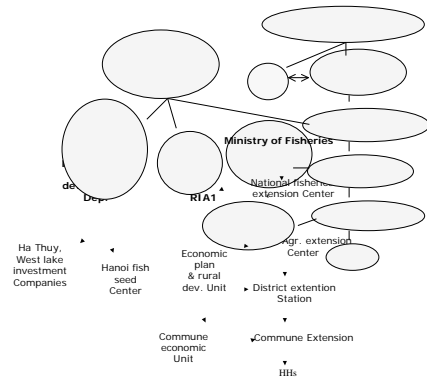 Ministry of Fisheries
National fisheries
extension Center
RIA1
Ha Thuy,
West lake
investment
Companies
Hanoi fish
seed
Center
Economic
plan
& rural
dev. Unit
Agr. extension
Center
District extention
Station
Commune
economic
Unit
Commune Extension
HHs